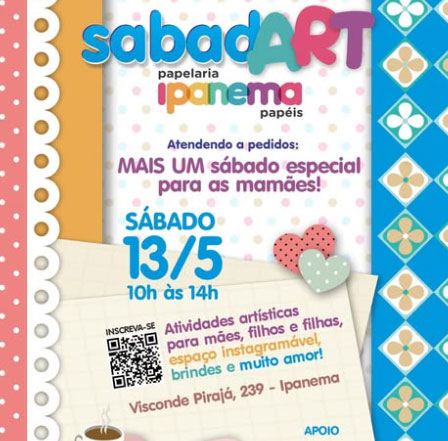 sabadART
papelaria
ipanema
papéis
Atendendo a pedidos:
MAIS UM sábado especial
para as mamães!
SÁBADO
13/5
10h às 14h
INSCREVA-SE
Atividades artísticas
para mães, filhos e filhas,
espaço instagramável,
brindes e muito amor!
Visconde Pirajá, 239 - Ipanema
APOIO